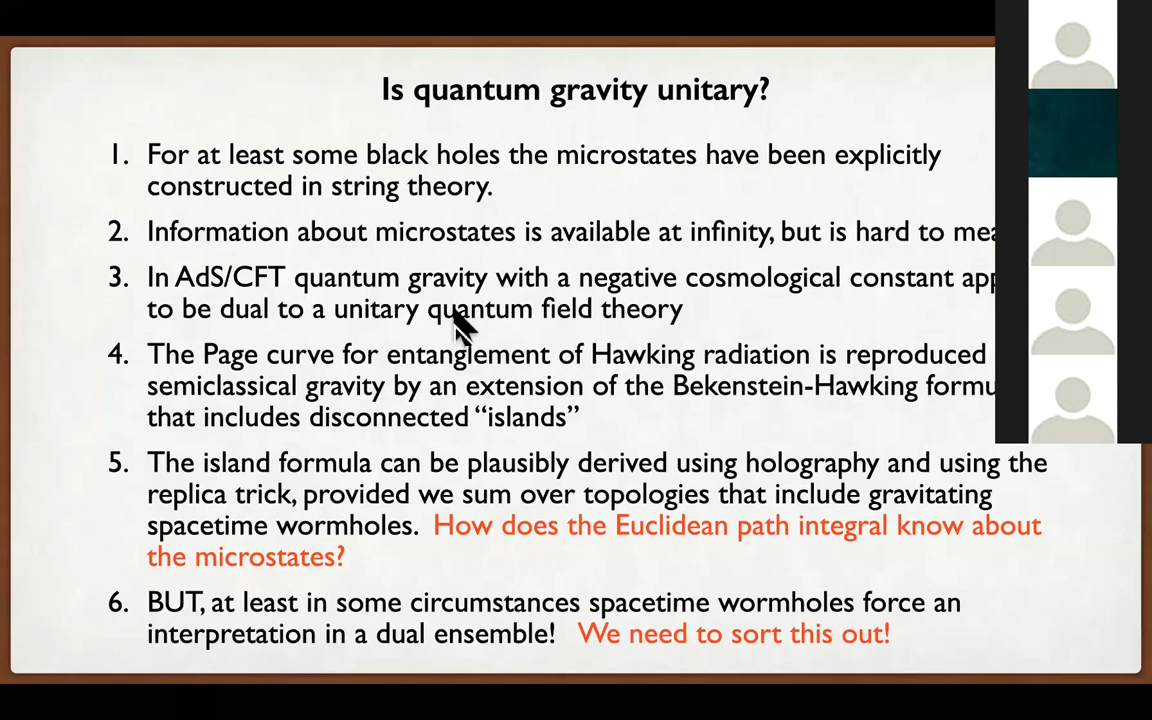 Is quantum gravity unitary?
1. For at least some black holes the microstates have been explicitly
constructed in string theory.
2. Information about microstates is available at infinity, but is hard to
3. In AdS/CFT quantum gravity with a negative cosmological constant
to be dual to a unitary quantum field theory
4. The Page curve for entanglement of Hawking radiation is reproduced
semiclassical gravity by an extension of the Bekenstein-Hawking
that includes disconnected “islands”
5. The island formula can be plausibly derived using holography and using the
replica trick, provided we sum over topologies that include gravitating
spacetime wormholes. How does the Euclidean path integral know about
the microstates?
6. BUT, at least in some circumstances spacetime wormholes force an
interpretation in a dual ensemble! We need to sort this out!